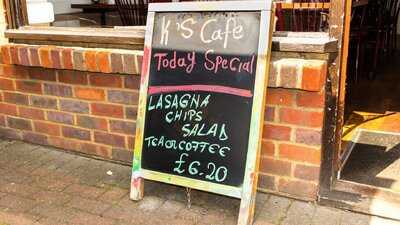 K'S Cafe
Today Special
LASAGNA
CHIPS
SALAD
TEA OR COFFEE
£6.20